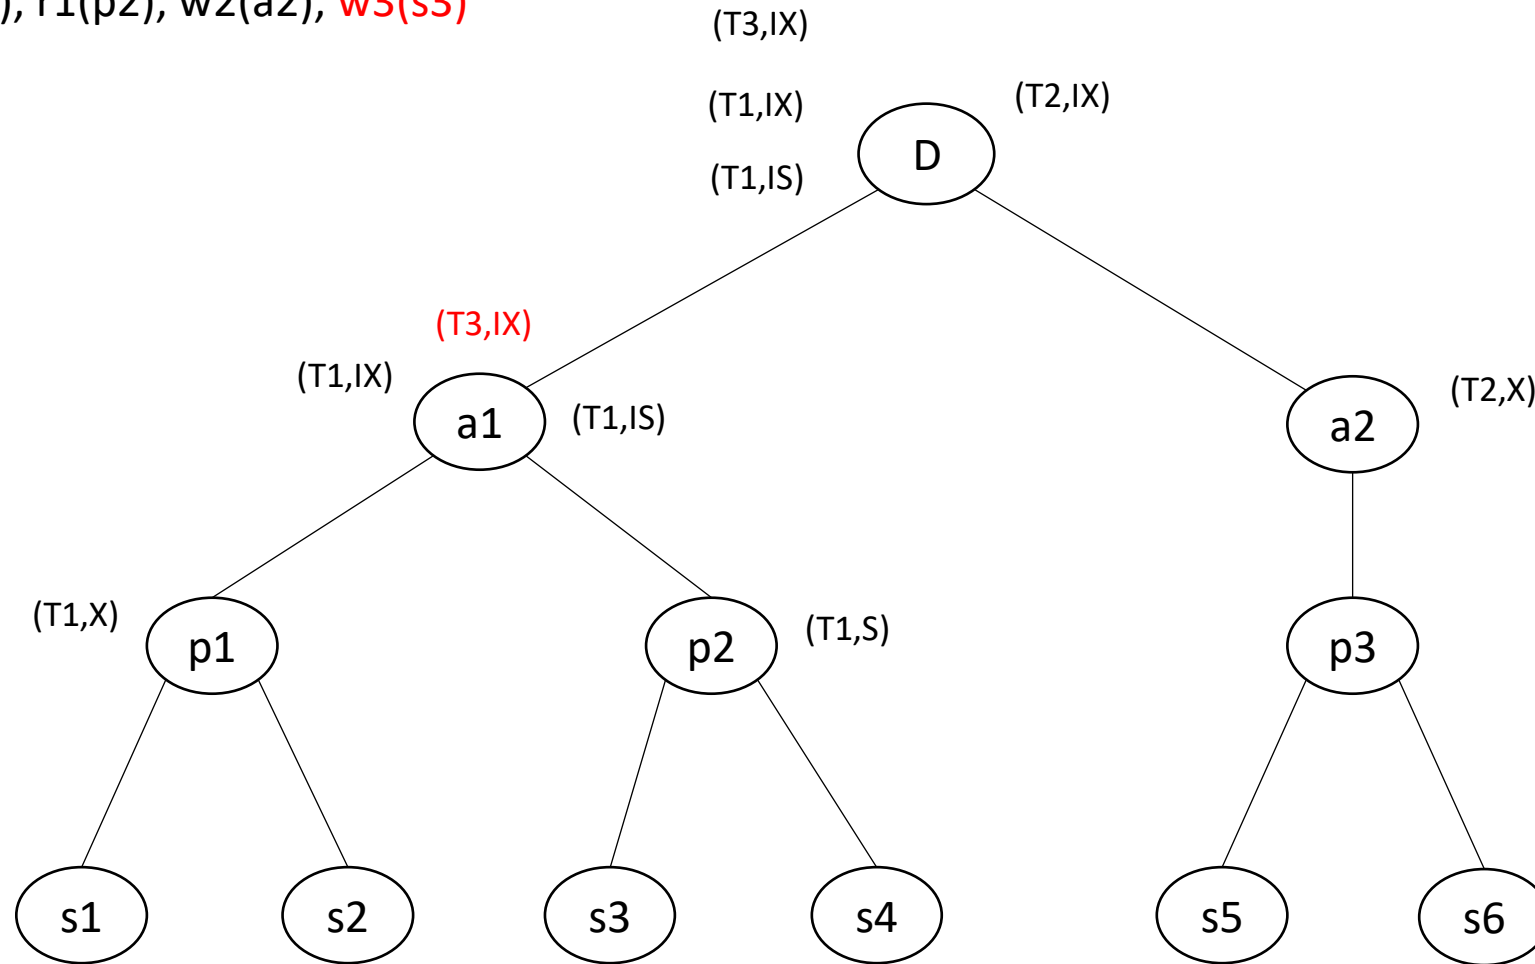 ), r1(p2), w2(a2), w3(s3)
(T3,IX)
(T1,IX)
(T2,IX)
D
(T1,IS)
(T3,IX)
(T1,IX)
a1
(T1,IS)
a2
(T2,X)
(T1,X)
p1
p2
(T1,S)
p3
s1
s2
s3
s4
s5
s6